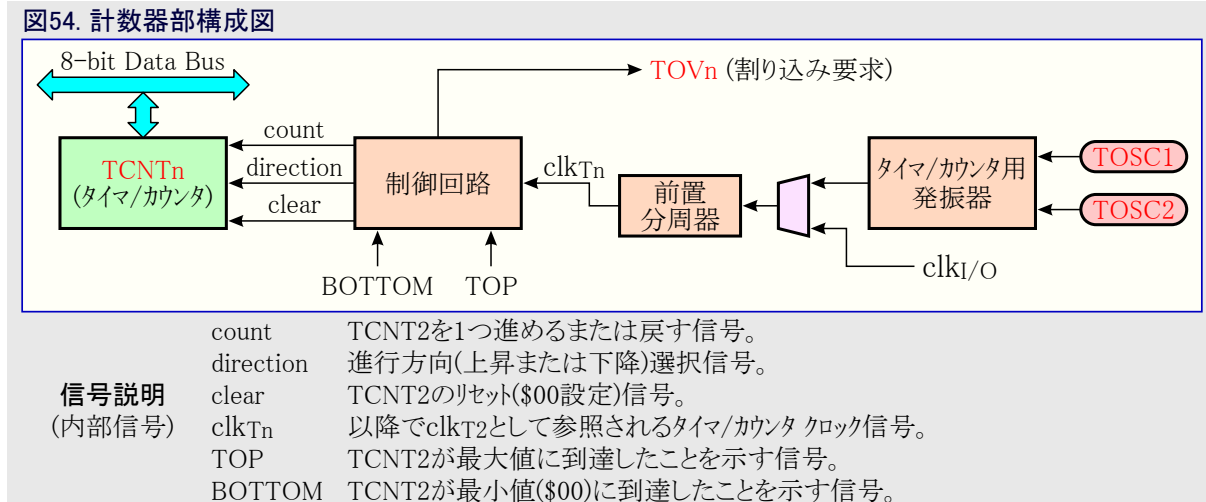 図54. 計数器部構成図
8-bit Data Bus
TOVn (割り込み要求)
TCNTn
(タイマ/カウンタ)
count
direction
clear
制御回路
BOTTOM
TOP
clkTn
前置
分周器
タイマ/カウンタ用
発振器
TOSC1
TOSC2
clkI/O
信号説明
(内部信号)
count TCNT2を1つ進めるまたは戻す信号。
direction 進行方向(上昇または下降)選択信号。
clear TCNT2のリセット($00設定)信号。
clkTn 以降でclkT2として参照されるタイマ/カウンタ クロック信号。
TOP TCNT2が最大値に到達したことを示す信号。
BOTTOM TCNT2が最小値($00)に到達したことを示す信号。